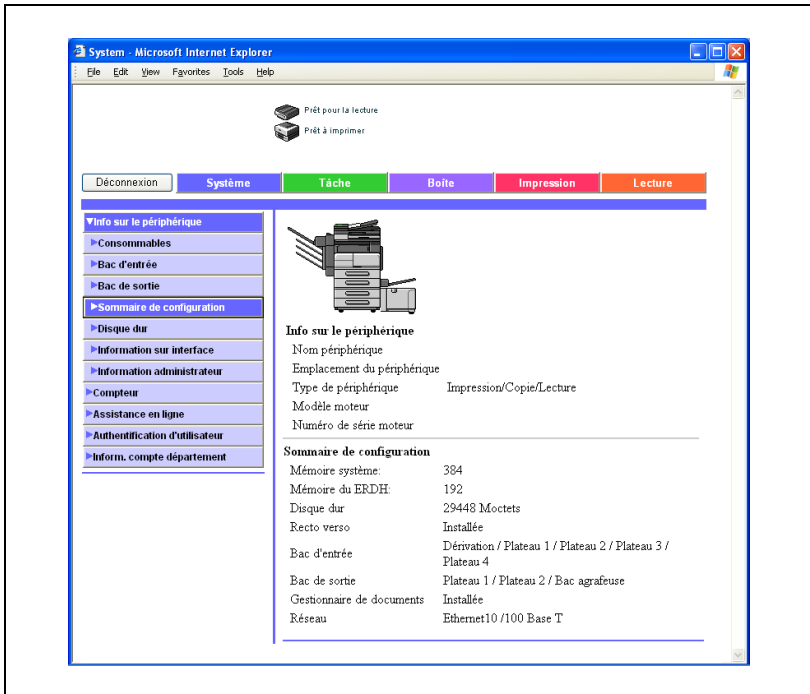 System - Microsoft Internet Explorer
File Edit View Favorites Tools Help
Prêt pour la lecture
Prêt à imprimer
Déconnexion Système Tâche Boîte Impression Lecture
Info sur le périphérique
Consommables
Bac d'entrée
Bac de sortie
Sommaire de configuration
Disque dur
Information sur interface
Information administrateur
Compteur
Assistance en ligne
Authentification d'utilisateur
Inform. compte département
Info sur le périphérique
Nom périphérique
Emplacement du périphérique
Type de périphérique Impression/Copie/Lecture
Modèle moteur
Numéro de série moteur
Sommaire de configuration
Mémoire système: 384
Mémoire du ERDH: 192
Disque dur 29448 Moctets
Recto verso Installée
Bac d'entrée Dérivation / Plateau 1 / Plateau 2 / Plateau 3 /
Plateau 4
Bac de sortie Plateau 1 / Plateau 2 / Bac agrafeuse
Gestionnaire de documents Installée
Réseau Ethernet10 /100 Base T